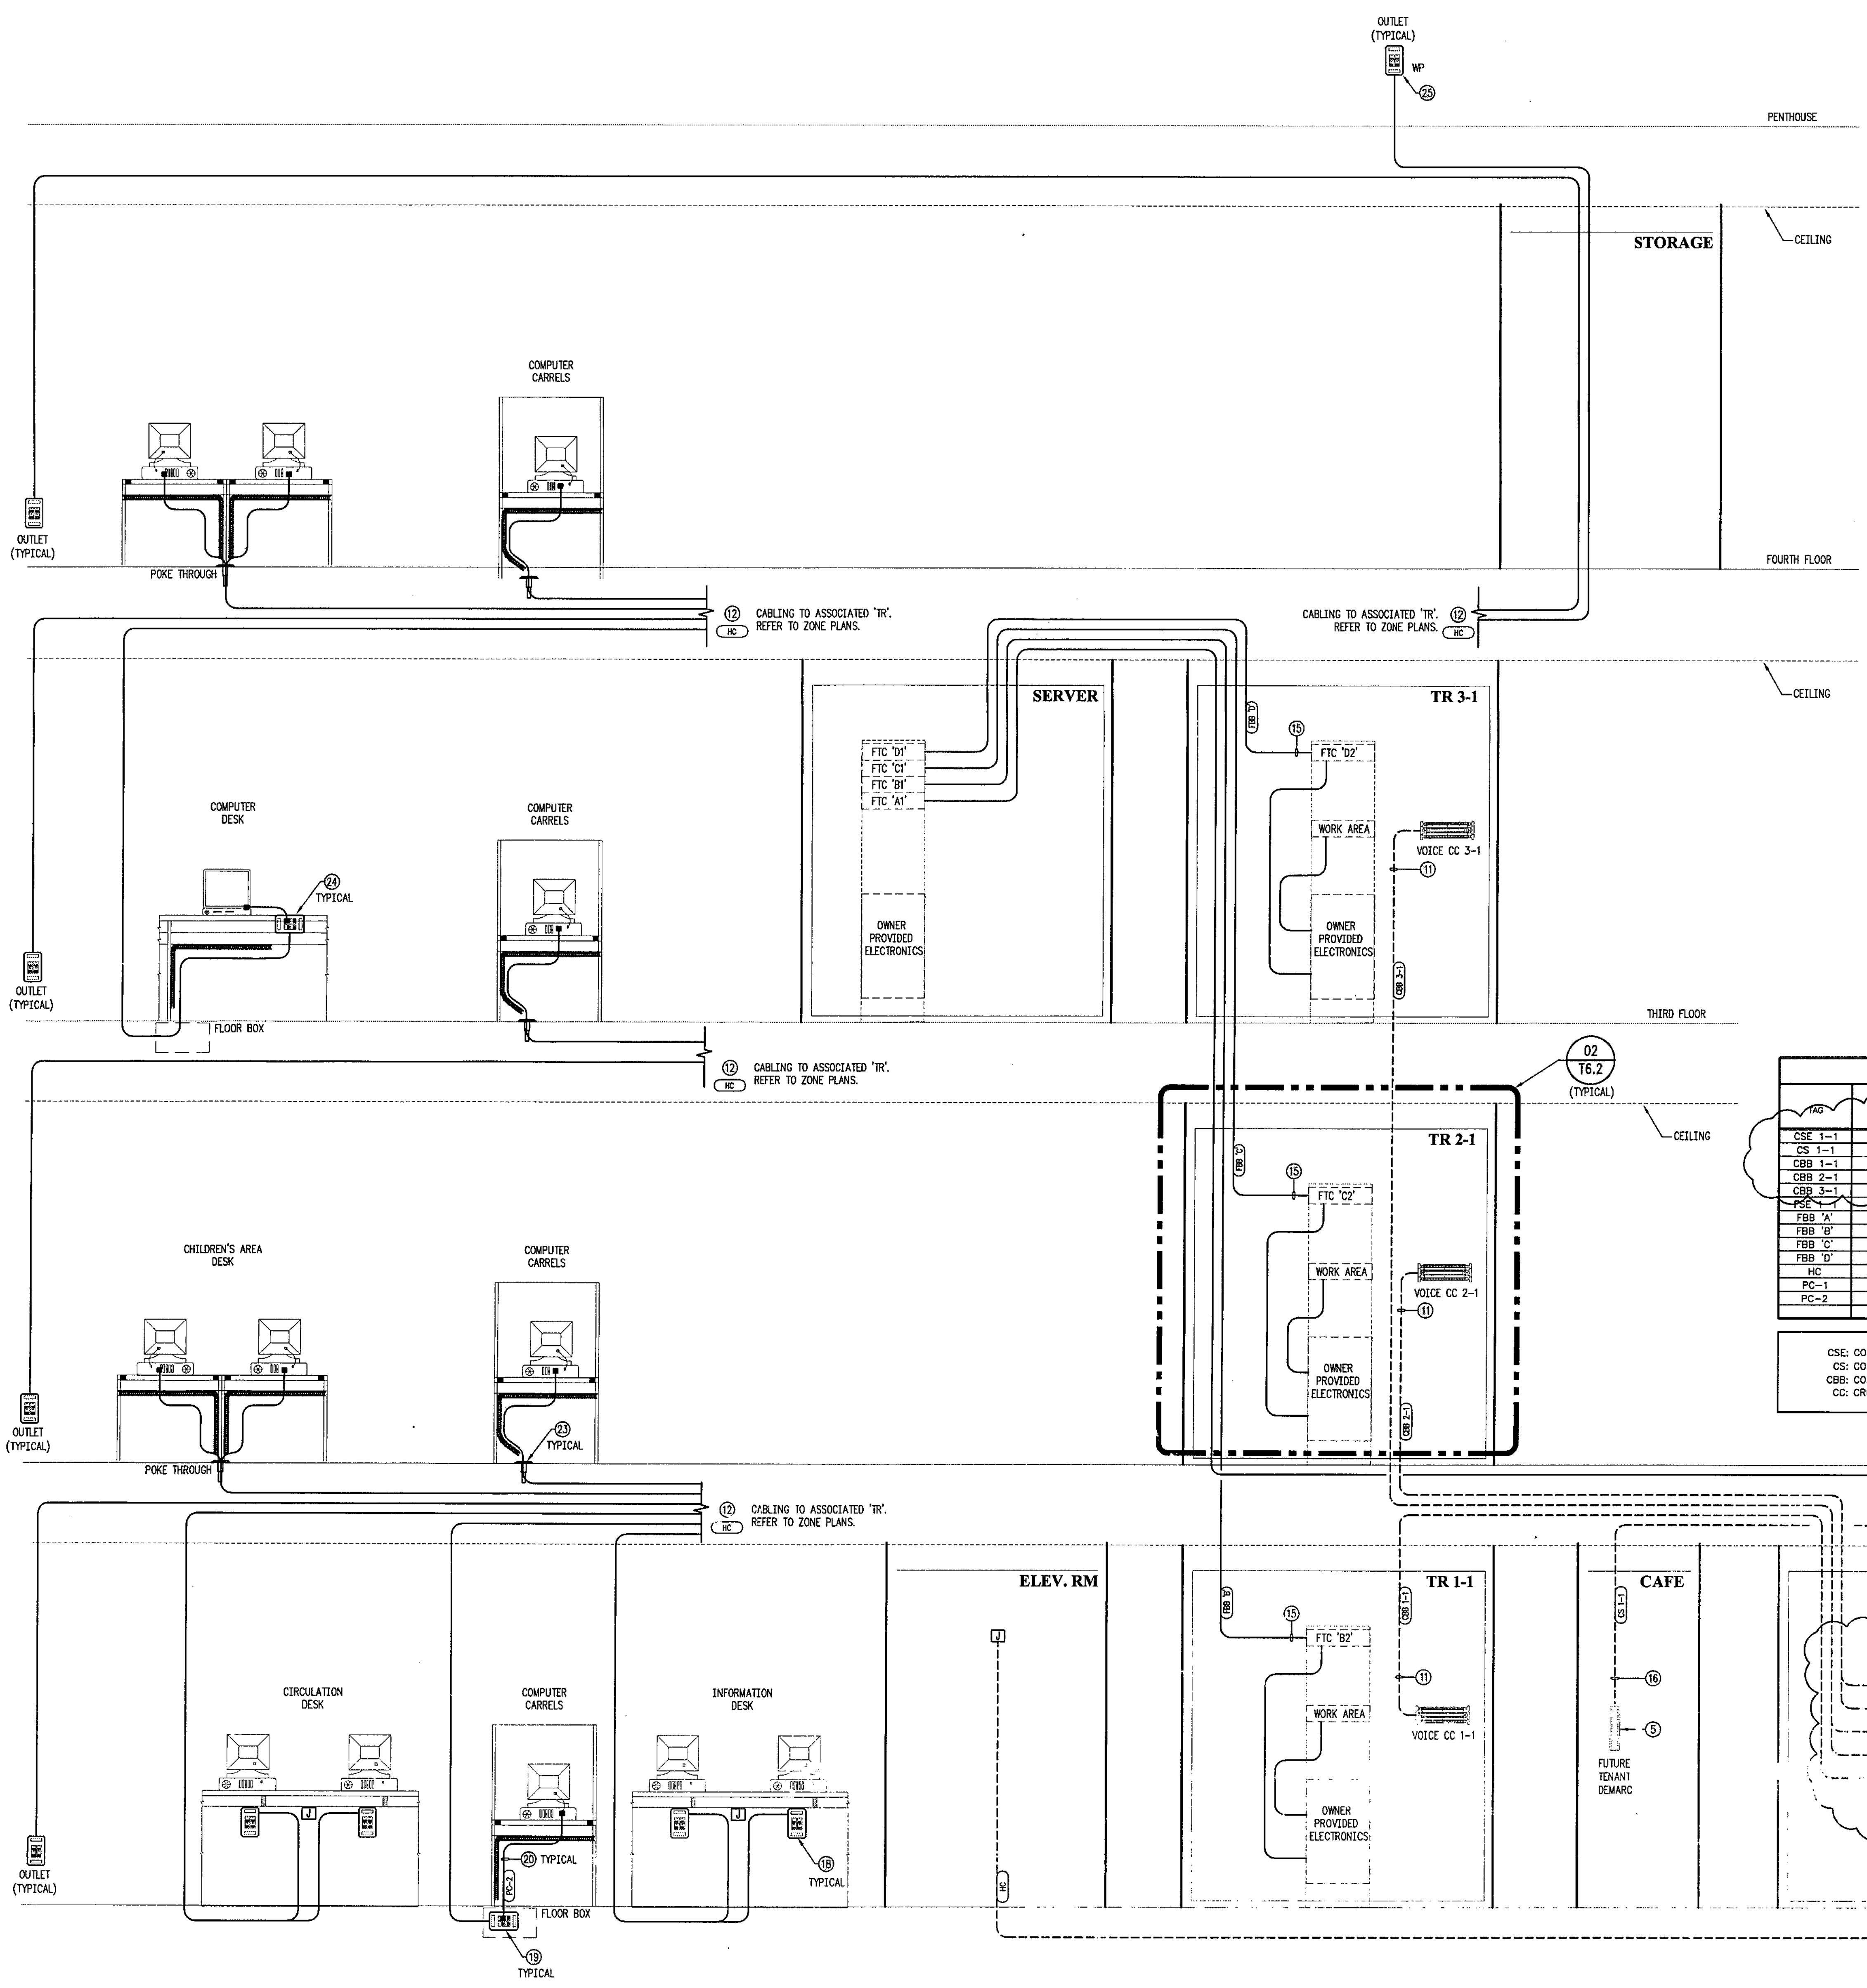 OUTLET
(TYPICAL)
WP
25
PENTHOUSE
STORAGE
CEILING
COMPUTER
CARRELS
OUTLET
(TYPICAL)
POKE THROUGH
FOURTH FLOOR
12
HC
CABLING TO ASSOCIATED 'TR'.
REFER TO ZONE PLANS.
CABLING TO ASSOCIATED 'TR'.
REFER TO ZONE PLANS.
12
HC
SERVER
TR 3-1
CEILING
FBB 'D'
15
FTC 'D1'
FTC 'C1'
FTC 'B1'
FTC 'A1'
FTC 'D2'
COMPUTER
DESK
COMPUTER
CARRELS
WORK AREA
VOICE CC 3-1
11
24
TYPICAL
OWNER
PROVIDED
ELECTRONICS
OWNER
PROVIDED
ELECTRONICS
CBB 3-1
OUTLET
(TYPICAL)
FLOOR BOX
THIRD FLOOR
12
HC
CABLING TO ASSOCIATED 'TR'.
REFER TO ZONE PLANS.
02
T6.2
(TYPICAL)
TR 2-1
CEILING
TAG
CSE 1-1
CS 1-1
CBB 1-1
CBB 2-1
CBB 3-1
FSE 1-1
FBB 'A'
FBB 'B'
FBB 'C'
FBB 'D'
HC
PC-1
PC-2
FBB 'C'
15
FTC 'C2'
CHILDREN'S AREA
DESK
COMPUTER
CARRELS
WORK AREA
VOICE CC 2-1
11
OWNER
PROVIDED
ELECTRONICS
CBB 2-1
CSE: CO
CS: CO
CBB: CO
CC: CR
OUTLET
(TYPICAL)
POKE THROUGH
23
TYPICAL
12
HC
CABLING TO ASSOCIATED 'TR'.
REFER TO ZONE PLANS.
ELEV. RM
TR 1-1
CAFE
FBB 'B'
CBB 1-1
CS 1-1
J
15
FTC 'B2'
11
16
CIRCULATION
DESK
COMPUTER
CARRELS
INFORMATION
DESK
WORK AREA
VOICE CC 1-1
5
FUTURE
TENANT
DEMARC
J
J
OWNER
PROVIDED
ELECTRONICS
20
TYPICAL
PC-2
18
TYPICAL
HC
OUTLET
(TYPICAL)
FLOOR BOX
19
TYPICAL